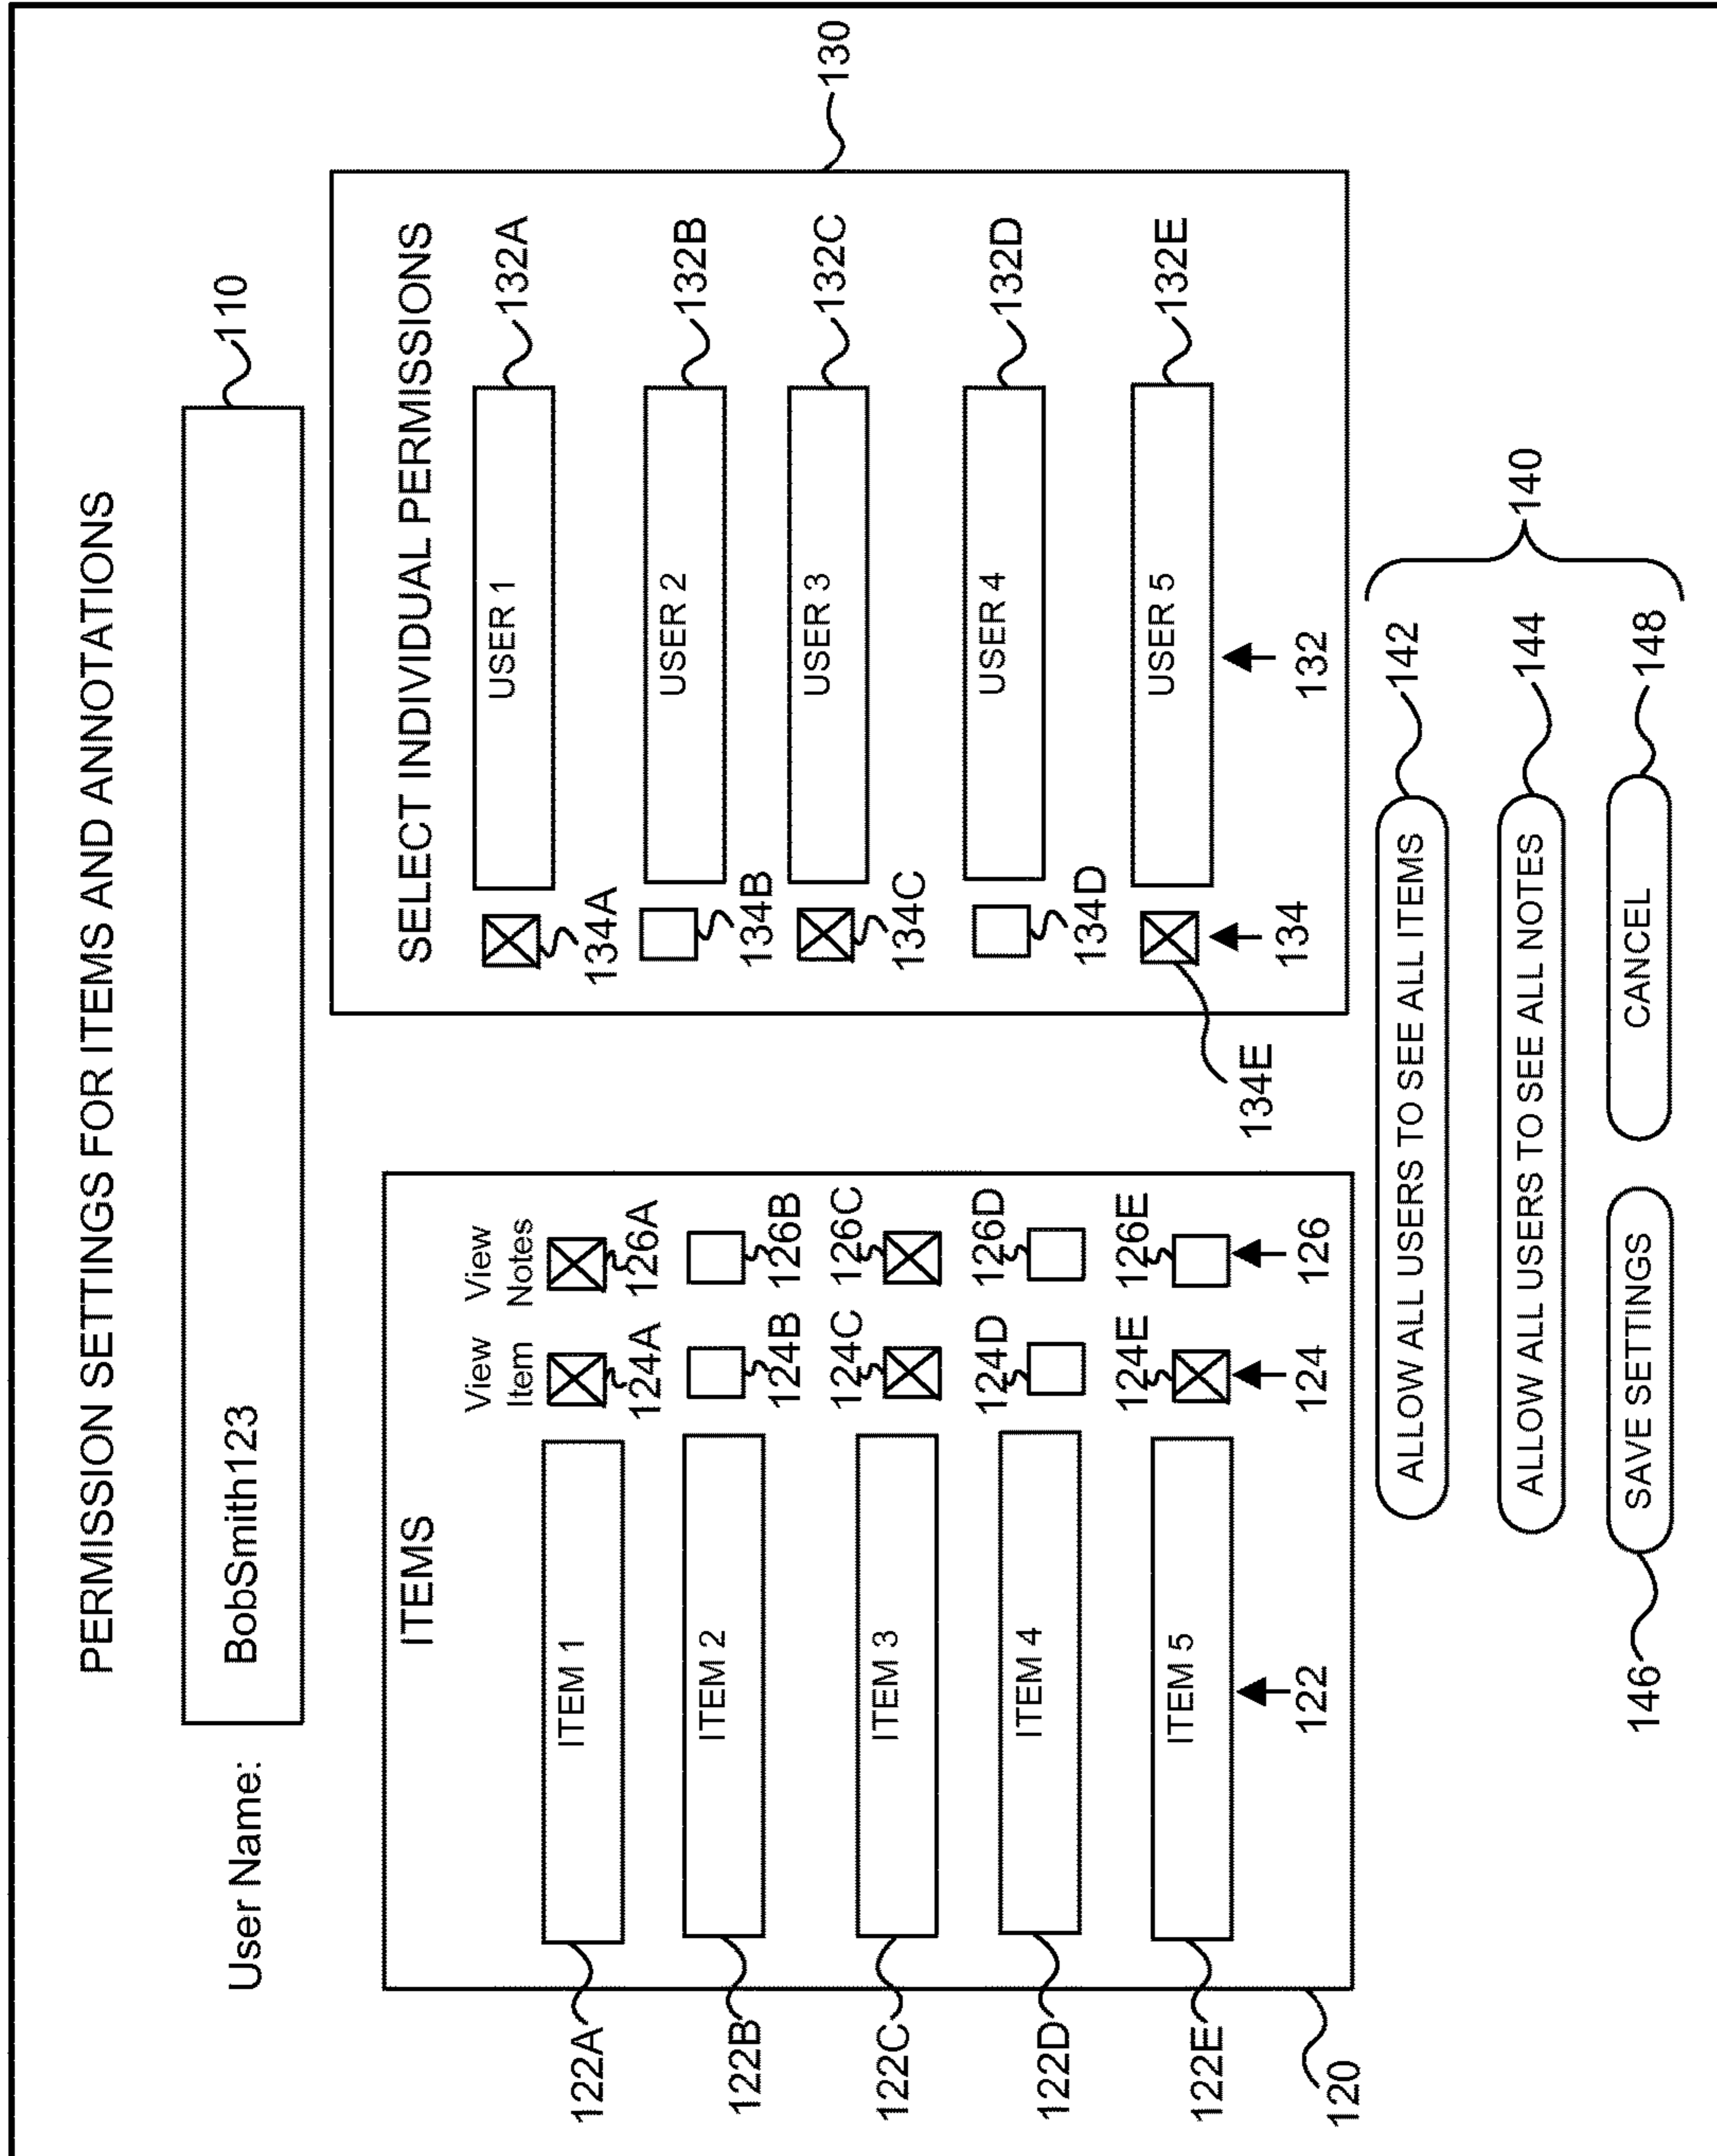 PERMISSION SETTINGS FOR ITEMS AND ANNOTATIONS
User Name:
BobSmith123
110
ITEMS
View
Item
View
Notes
122A
ITEM 1
124A
126A
122B
ITEM 2
124B
126B
122C
ITEM 3
124C
126C
122D
ITEM 4
124D
126D
122E
ITEM 5
124E
126E
122
124
126
120
SELECT INDIVIDUAL PERMISSIONS
130
134A
USER 1
132A
134B
USER 2
132B
134C
USER 3
132C
134D
USER 4
132D
134E
USER 5
132E
134
132
ALLOW ALL USERS TO SEE ALL ITEMS
142
ALLOW ALL USERS TO SEE ALL NOTES
144
140
146
SAVE SETTINGS
CANCEL
148